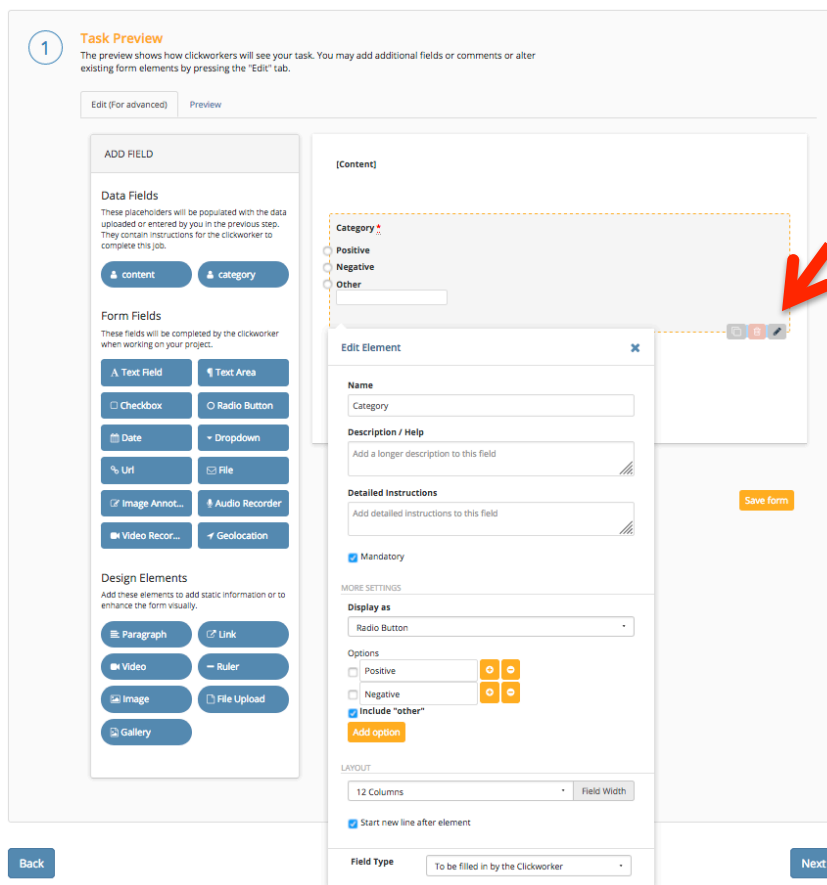 1
Task Preview
The preview shows how clickworkers will see your task. You may add additional fields or comments or alter
existing form elements by pressing the "Edit" tab.
Edit (For advanced)
Preview
ADD FIELD
Data Fields
These placeholders will be populated with the data
uploaded or entered by you in the previous step.
They contain instructions for the clickworker to
complete this job.
content
category
Form Fields
These fields will be completed by the clickworker
when working on your project.
Text Field
Text Area
Checkbox
Radio Button
Date
Dropdown
Url
File
Image Annot...
Audio Recorder
Video Recor...
Geolocation
Design Elements
Add these elements to add static information or to
enhance the form visually.
Paragraph
Link
Video
Ruler
Image
File Upload
Gallery
[Content]
Category *
Positive
Negative
Other
Edit Element
Name
Category
Description / Help
Add a longer description to this field
Detailed Instructions
Add detailed instructions to this field
Mandatory
MORE SETTINGS
Display as
Radio Button
Options
Positive
Negative
Include "other"
Add option
LAYOUT
12 Columns
Field Width
Start new line after element
Field Type
To be filled in by the Clickworker
Save form
Back
Next